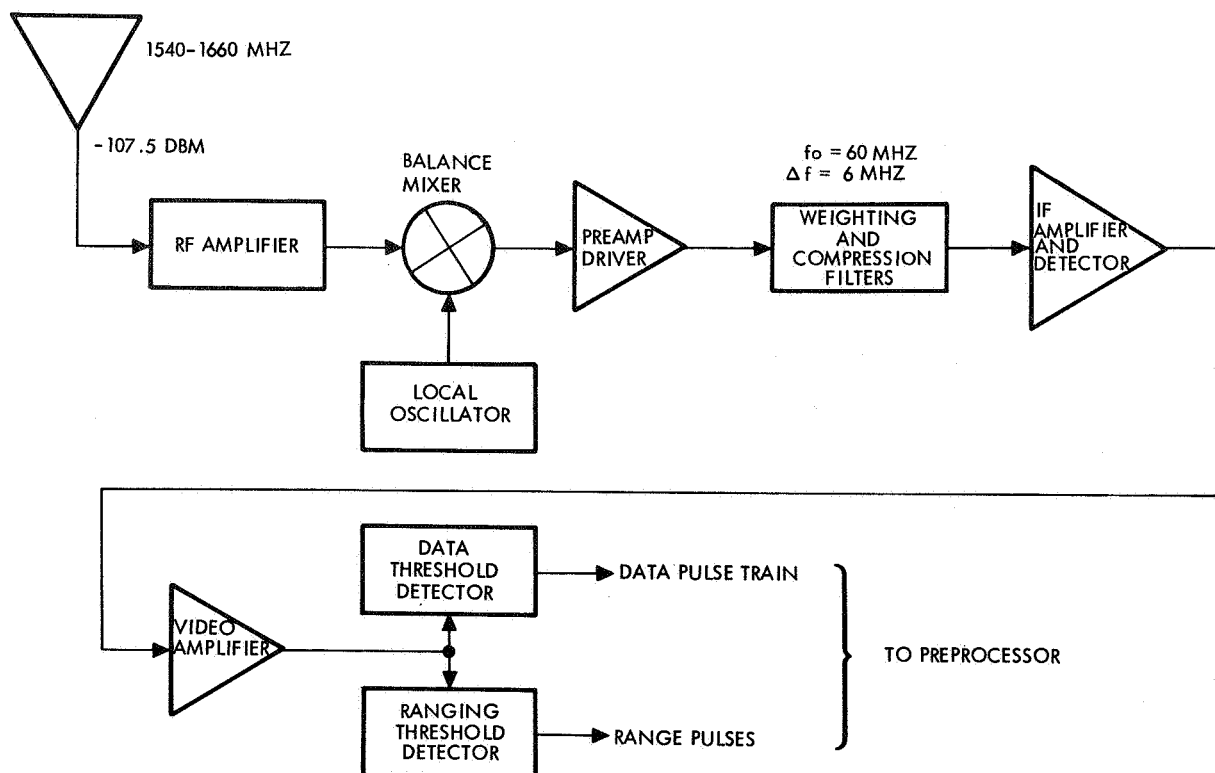 1540-1660 MHZ
-107.5 DBM
RF AMPLIFIER
BALANCE
MIXER
LOCAL
OSCILLATOR
PREAMP
DRIVER
fo = 60 MHZ
Δf = 6 MHZ
WEIGHTING
AND
COMPRESSION
FILTERS
IF
AMPLIFIER
AND
DETECTOR
VIDEO
AMPLIFIER
DATA
THRESHOLD
DETECTOR
DATA PULSE TRAIN
RANGING
THRESHOLD
DETECTOR
RANGE PULSES
TO PREPROCESSOR